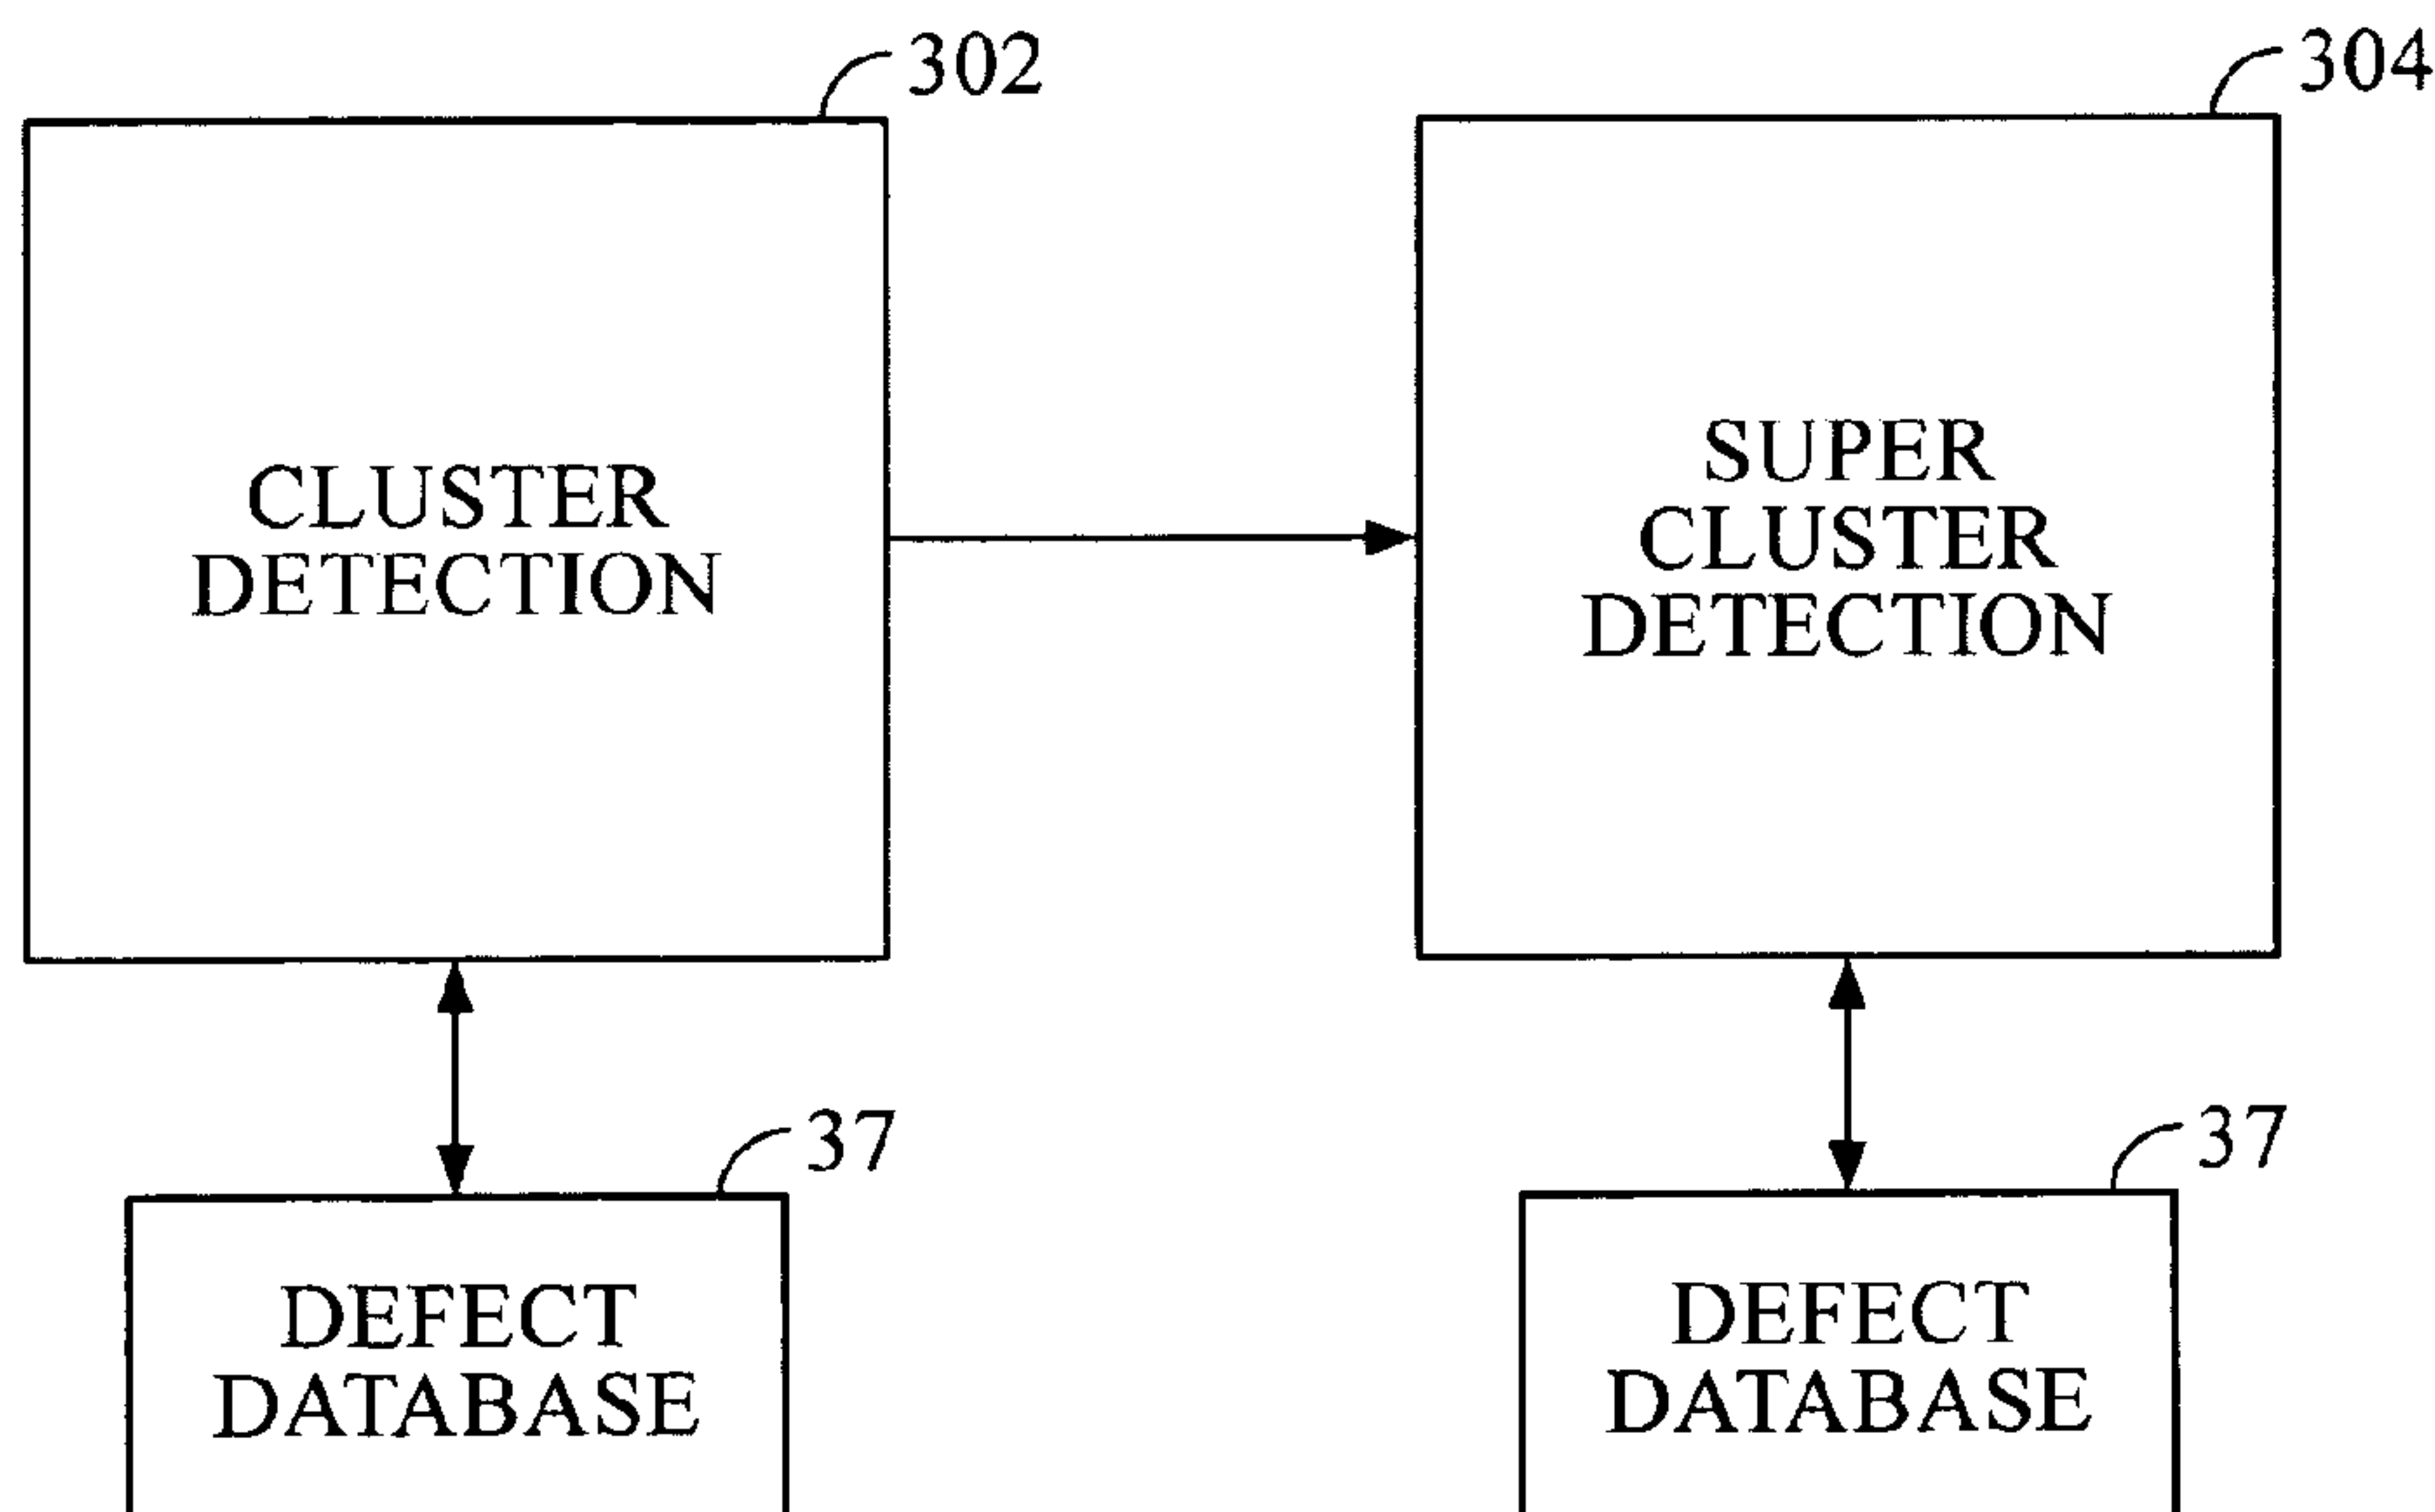 302
304
CLUSTER
DETECTION
SUPER
CLUSTER
DETECTION
37
37
DEFECT
DATABASE
DEFECT
DATABASE